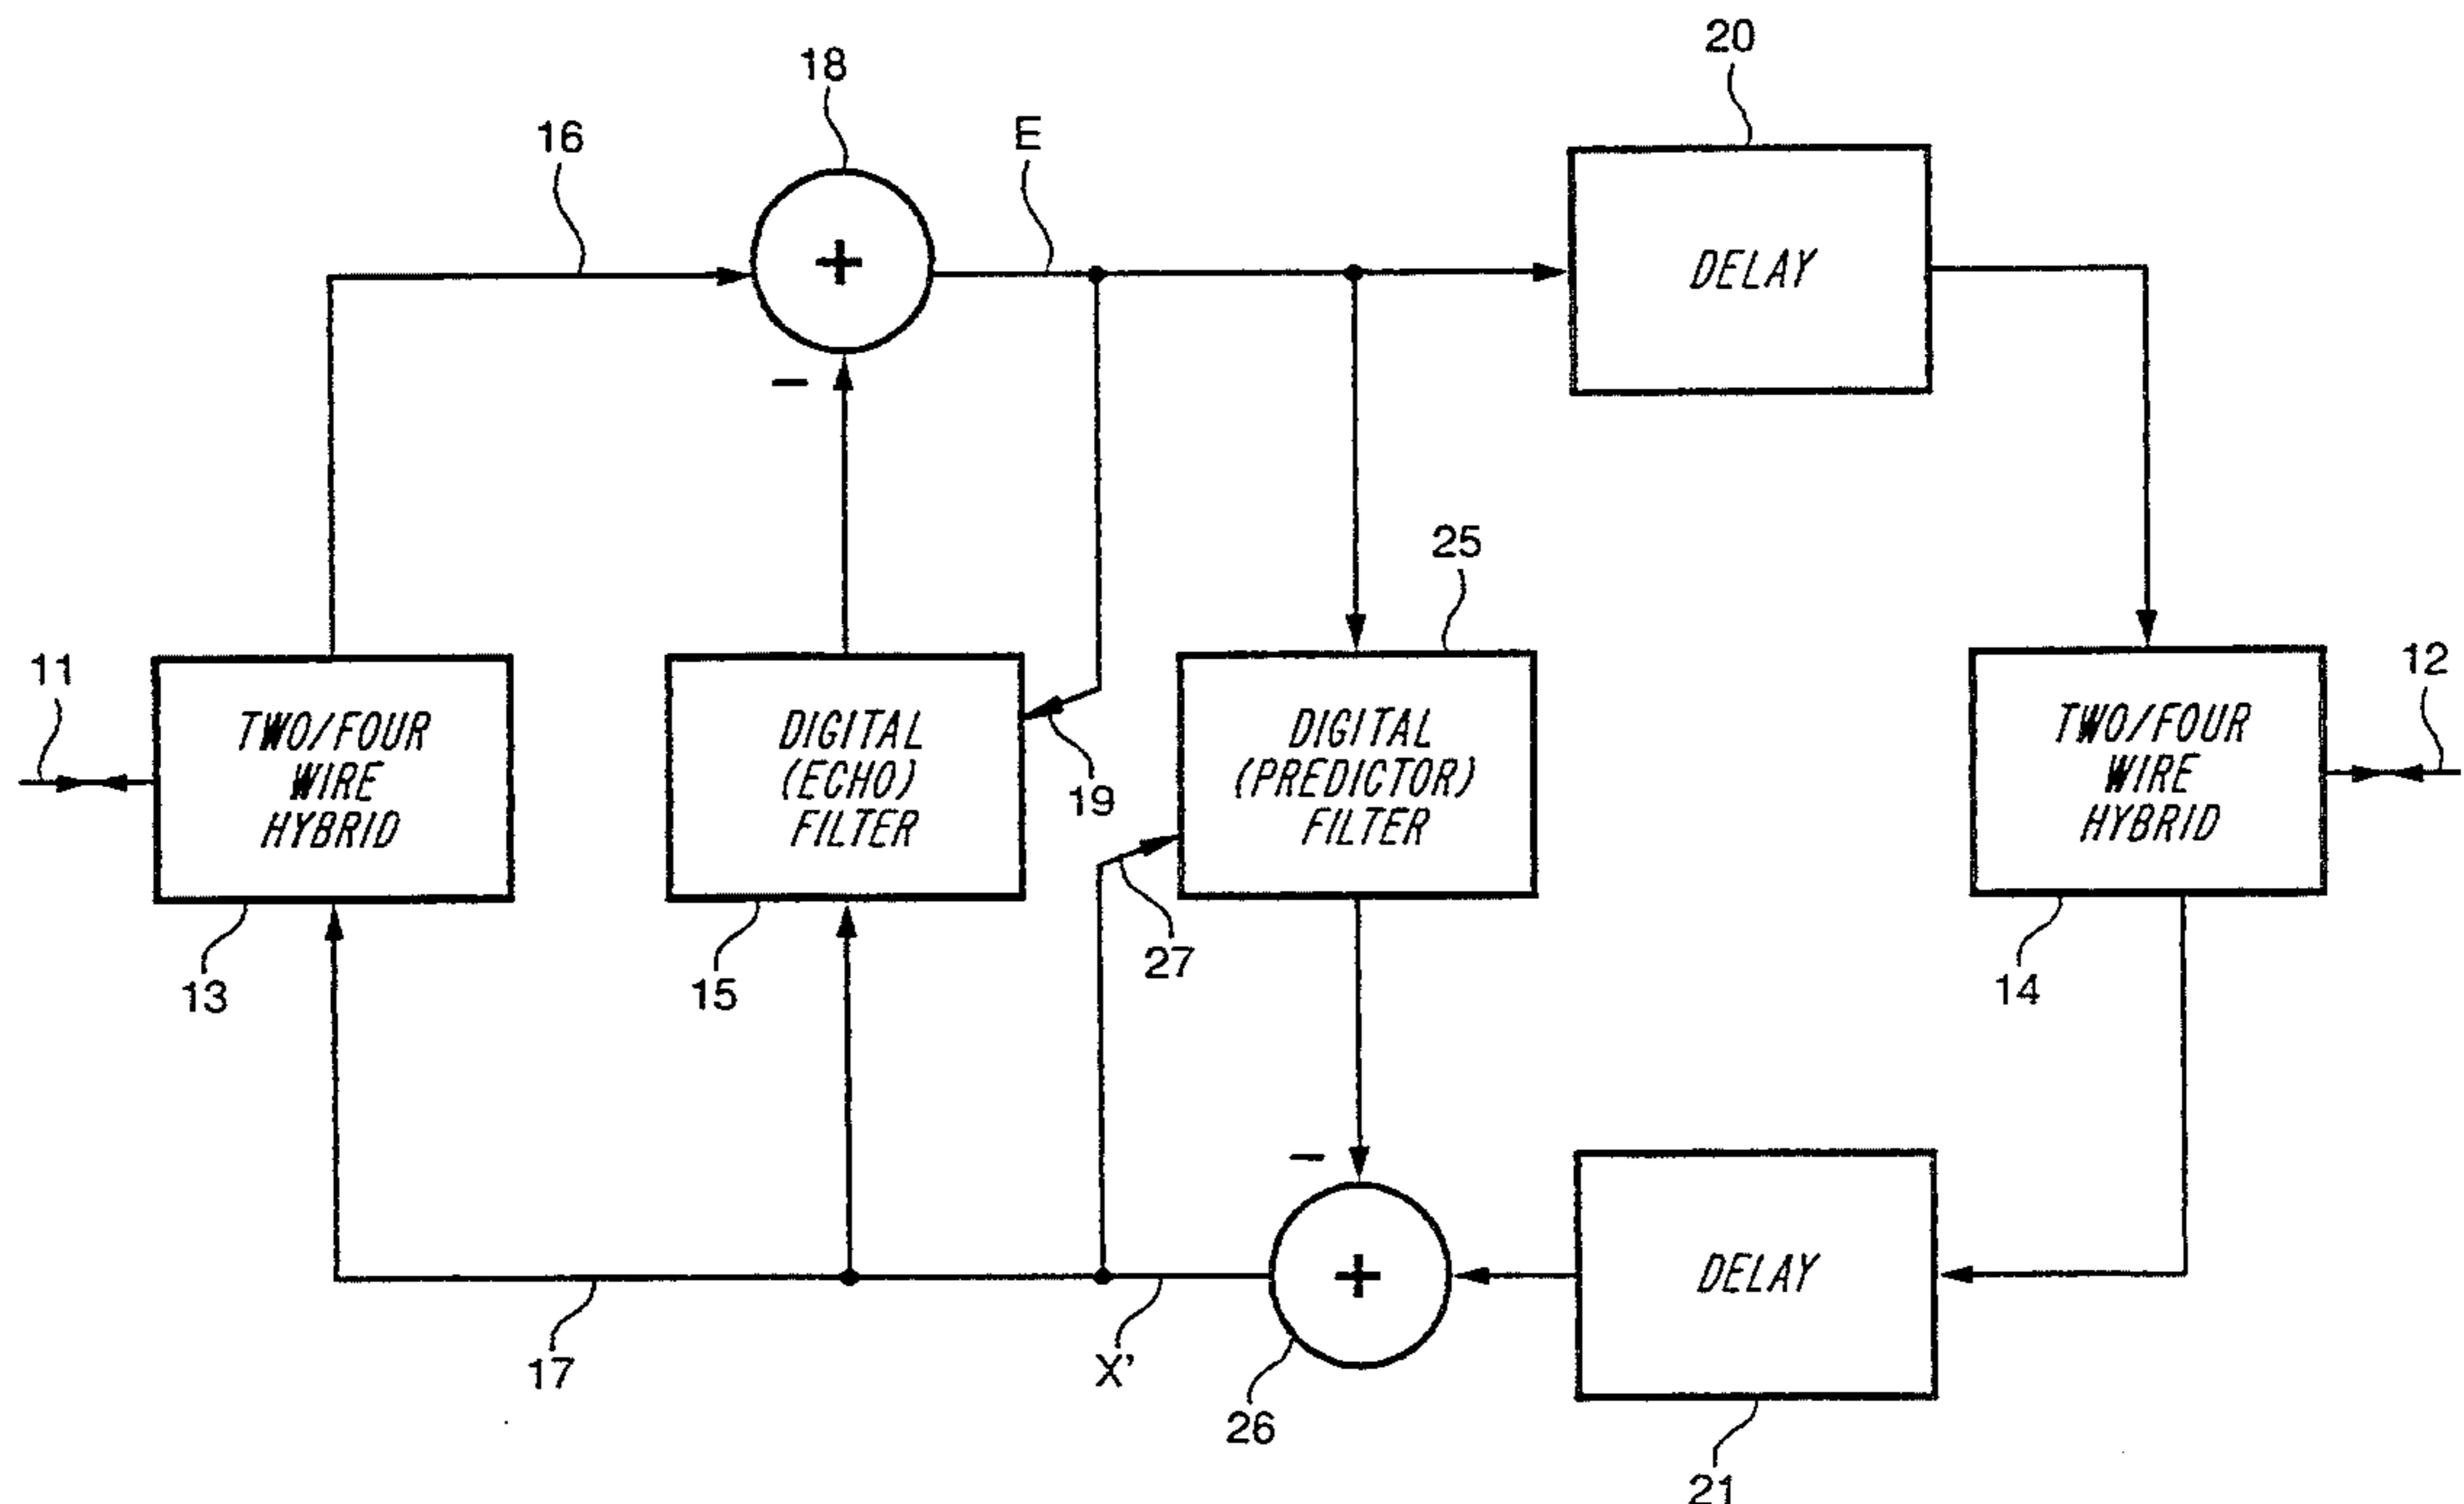 20
18
16
E
+
DELAY
−
25
11
12
TWO/FOUR
WIRE
HYBRID
DIGITAL
(ECHO)
FILTER
19
DIGITAL
(PREDICTOR)
FILTER
TWO/FOUR
WIRE
HYBRID
27
13
15
14
−
+
DELAY
17
X'
26
21